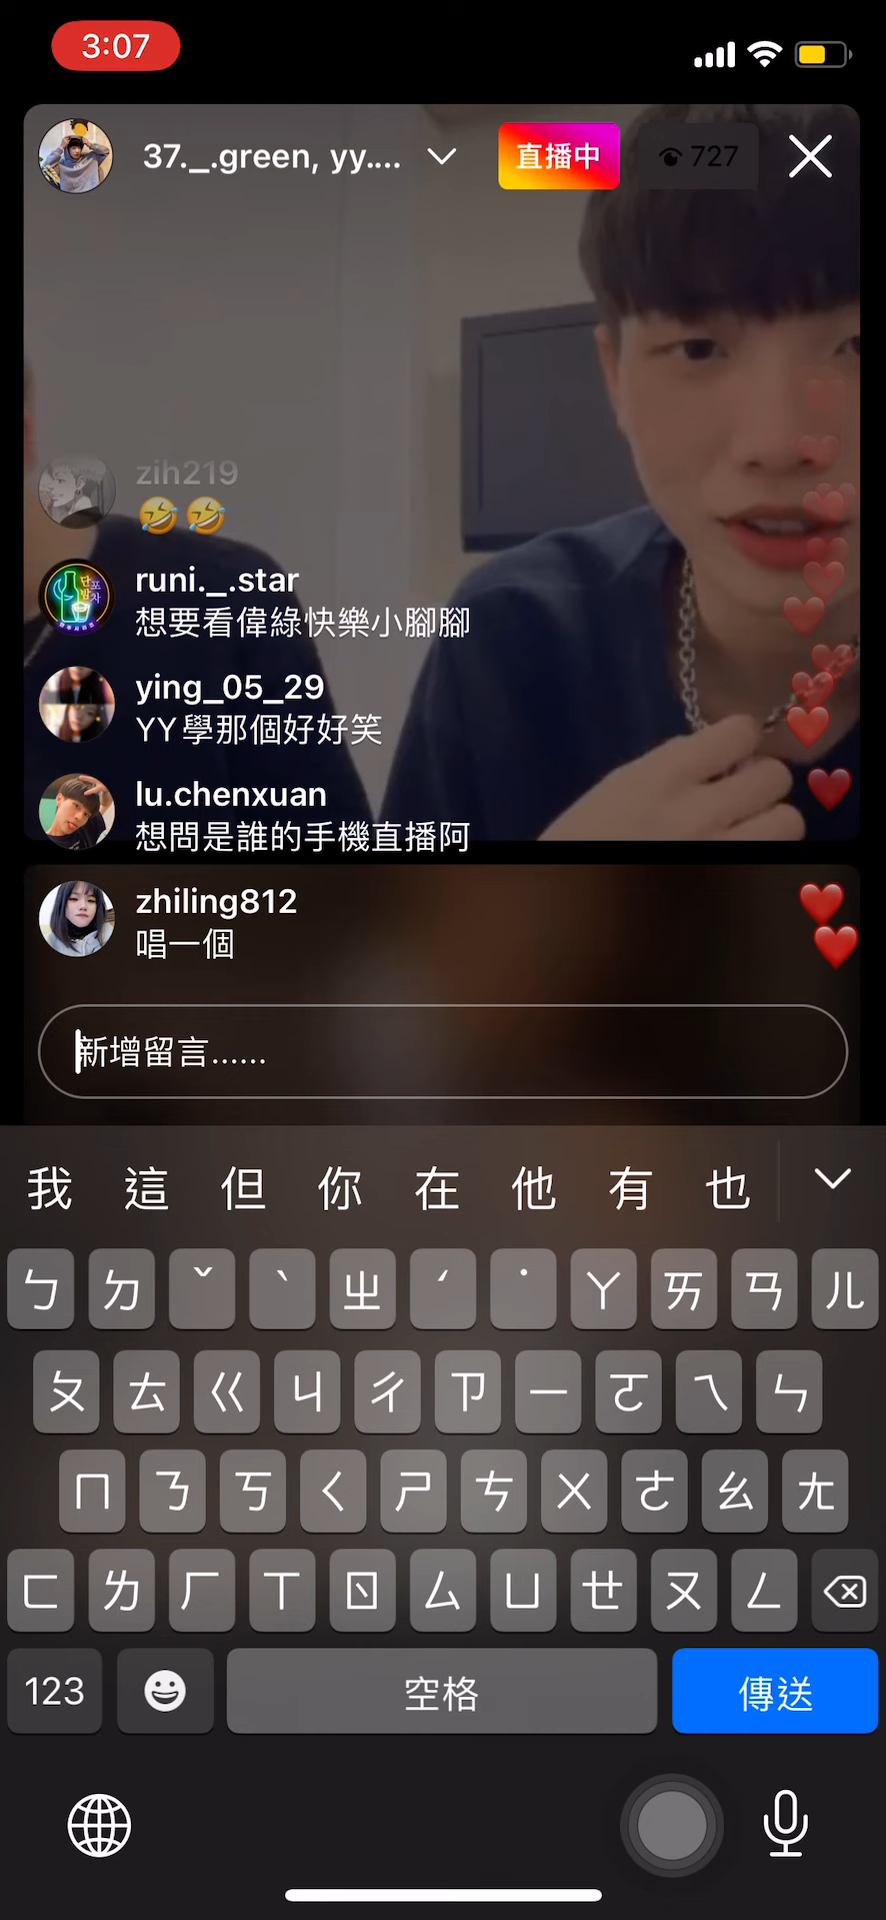 3:07
37._.green, yy....
直播中
727
zih219
🤣🤣
runi._.star
想要看偉綠快樂小腳腳
ying_05_29
YY學那個好好笑
lu.chenxuan
想問是誰的手機直播阿
zhiling812
唱一個
新增留言......
我 這 但 你 在 他 有 也
ㄅ ㄉ ˇ ˋ ㄓ ˊ ˙ ㄚ ㄞ ㄢ ㄦ
ㄆ ㄊ ㄍ ㄐ ㄔ ㄗ ㄧ ㄛ ㄟ ㄣ
ㄇ ㄋ ㄎ ㄑ ㄕ ㄘ ㄨ ㄜ ㄠ ㄤ
ㄈ ㄌ ㄏ ㄒ ㄖ ㄙ ㄩ ㄝ ㄡ ㄥ
123 空格 傳送